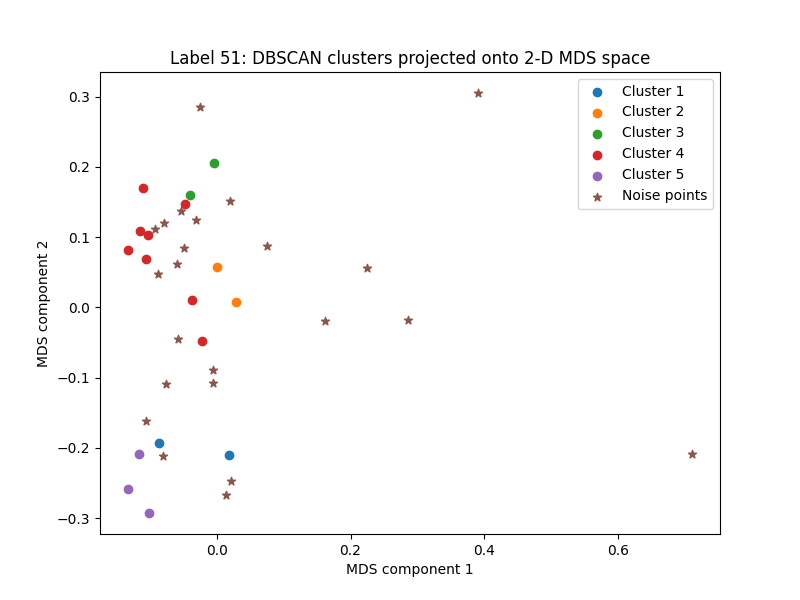 Label 51: DBSCAN clusters projected onto 2-D MDS space
Cluster 1
Cluster 2
Cluster 3
Cluster 4
Cluster 5
Noise points
0.3
0.2
0.1
0.0
−0.1
−0.2
−0.3
MDS component 2
0.0 0.2 0.4 0.6
MDS component 1